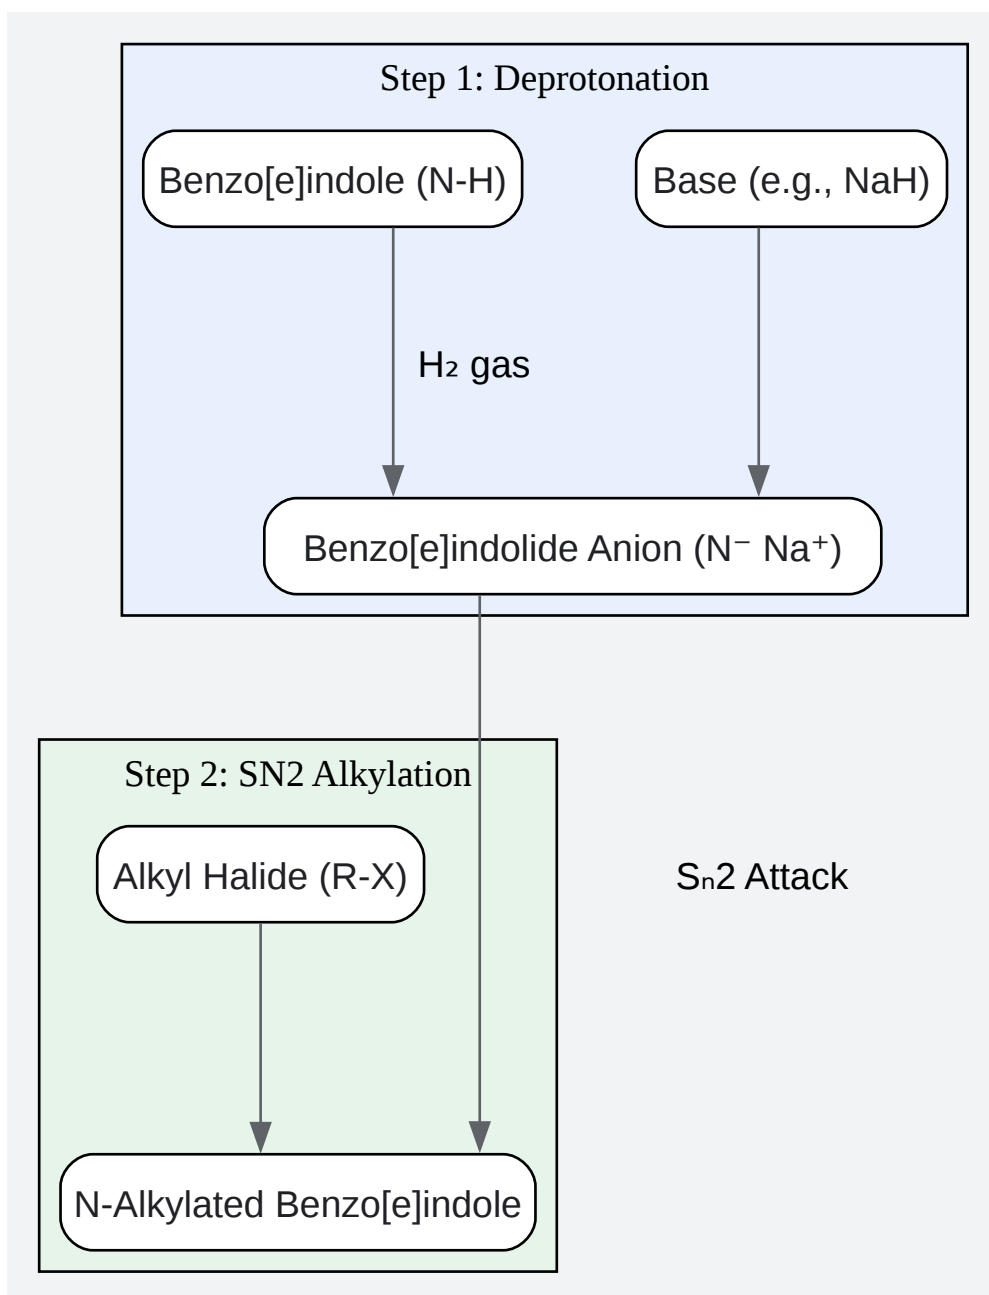 Step 1: Deprotonation
Benzo[e]indole (N-H)
Base (e.g., NaH)
H₂ gas
Benzo[e]indolide Anion (N⁻ Na⁺)
Step 2: SN2 Alkylation
Alkyl Halide (R-X)
Sₙ2 Attack
N-Alkylated Benzo[e]indole